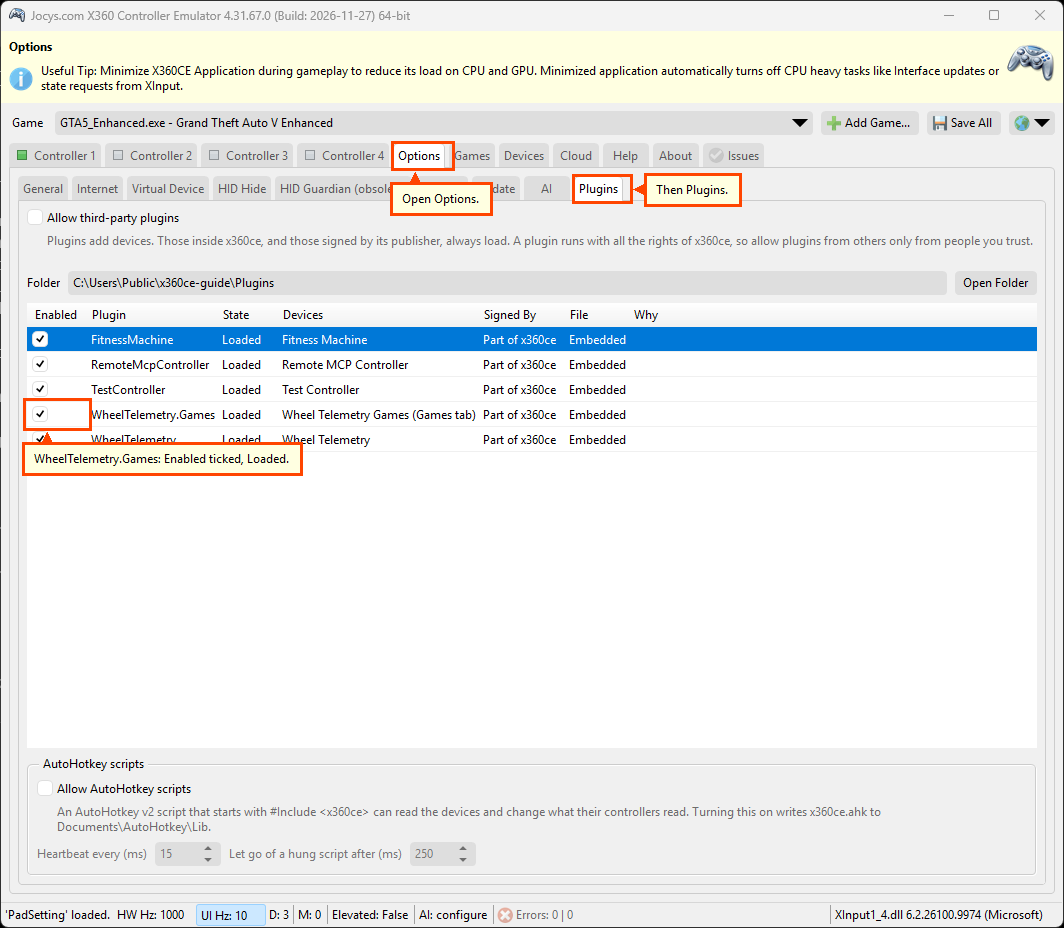 Jocys.com X360 Controller Emulator 4.31.67.0 (Build: 2026-11-27) 64-bit
Options
Useful Tip: Minimize X360CE Application during gameplay to reduce its load on CPU and GPU. Minimized application automatically turns off CPU heavy tasks like Interface updates or
state requests from XInput.
Game GTA5_Enhanced.exe - Grand Theft Auto V Enhanced Add Game... Save All
Controller 1 Controller 2 Controller 3 Controller 4 Options Games Devices Cloud Help About Issues
General Internet Virtual Device HID Hide HID Guardian (obsole date AI Plugins Then Plugins.
Open Options.
Allow third-party plugins
Plugins add devices. Those inside x360ce, and those signed by its publisher, always load. A plugin runs with all the rights of x360ce, so allow plugins from others only from people you trust.
Folder C:\Users\Public\x360ce-guide\Plugins Open Folder
Enabled Plugin State Devices Signed By File Why
FitnessMachine Loaded Fitness Machine Part of x360ce Embedded
RemoteMcpController Loaded Remote MCP Controller Part of x360ce Embedded
TestController Loaded Test Controller Part of x360ce Embedded
WheelTelemetry.Games Loaded Wheel Telemetry Games (Games tab) Part of x360ce Embedded
WheelTelemetry Loaded Wheel Telemetry Part of x360ce Embedded
WheelTelemetry.Games: Enabled ticked, Loaded.
AutoHotkey scripts
Allow AutoHotkey scripts
An AutoHotkey v2 script that starts with #Include <x360ce> can read the devices and change what their controllers read. Turning this on writes x360ce.ahk to
Documents\AutoHotkey\Lib.
Heartbeat every (ms) 15 Let go of a hung script after (ms) 250
'PadSetting' loaded. HW Hz: 1000 UI Hz: 10 D: 3 M: 0 Elevated: False AI: configure Errors: 0 | 0 XInput1_4.dll 6.2.26100.9974 (Microsoft)